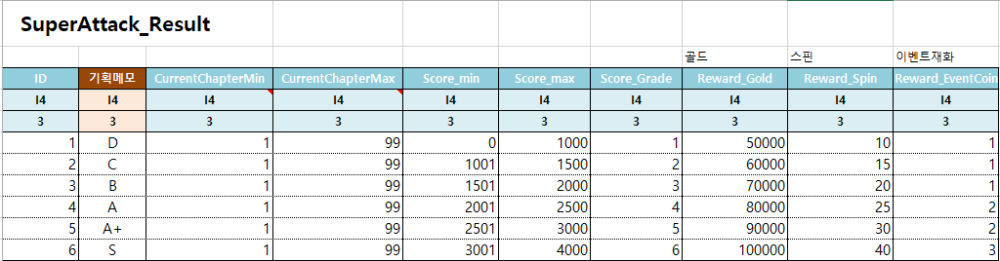 SuperAttack_Result
골드 스핀 이벤트재화
ID 기획메모 CurrentChapterMin CurrentChapterMax Score_min Score_max Score_Grade Reward_Gold Reward_Spin Reward_EventCoin
I4 I4 I4 I4 I4 I4 I4 I4 I4 I4
3 3 3 3 3 3 3 3 3 3
1 D 1 99 0 1000 1 50000 10 1
2 C 1 99 1001 1500 2 60000 15 1
3 B 1 99 1501 2000 3 70000 20 1
4 A 1 99 2001 2500 4 80000 25 2
5 A+ 1 99 2501 3000 5 90000 30 2
6 S 1 99 3001 4000 6 100000 40 3